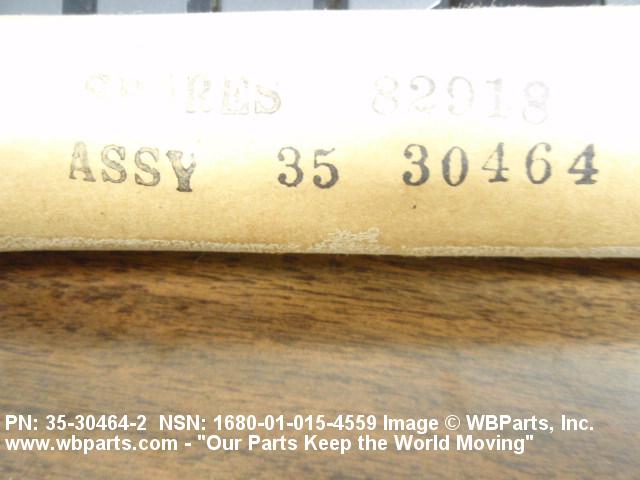 SPARES 82918
ASSY 35 30464
PN: 35-30464-2 NSN: 1680-01-015-4559 Image © WBParts, Inc.
www.wbparts.com - "Our Parts Keep the World Moving"